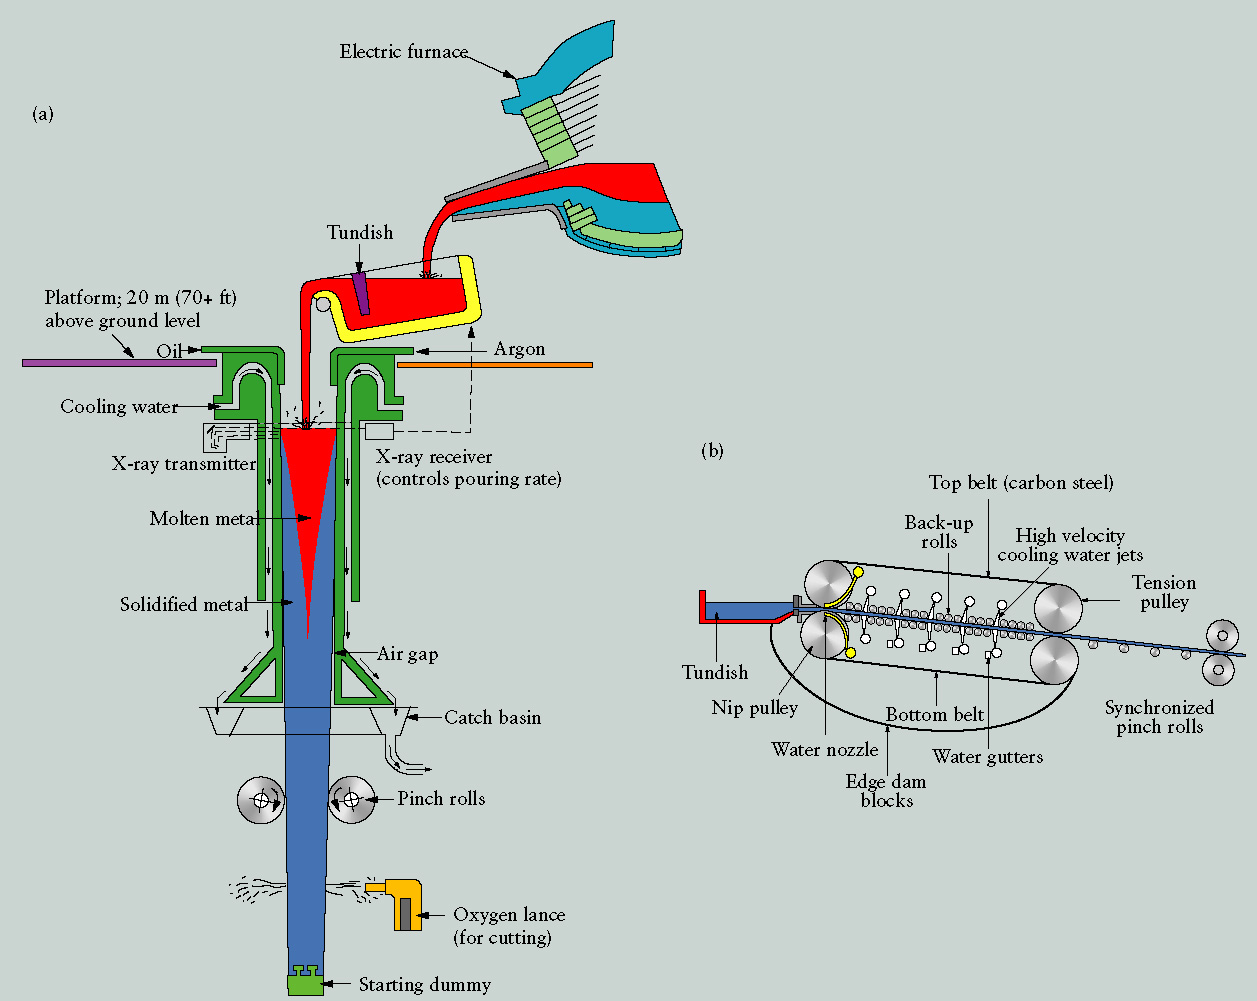 Electric furnace
(a)
Tundish
Platform; 20 m (70+ ft)
above ground level
Oil
Argon
Cooling water
X-ray transmitter
X-ray receiver
(controls pouring rate)
Molten metal
Solidified metal
Air gap
Catch basin
Pinch rolls
Oxygen lance
(for cutting)
Starting dummy
(b)
Top belt (carbon steel)
Back-up
rolls
High velocity
cooling water jets
Tension
pulley
Tundish
Nip pulley
Bottom belt
Synchronized
pinch rolls
Water nozzle
Water gutters
Edge dam
blocks